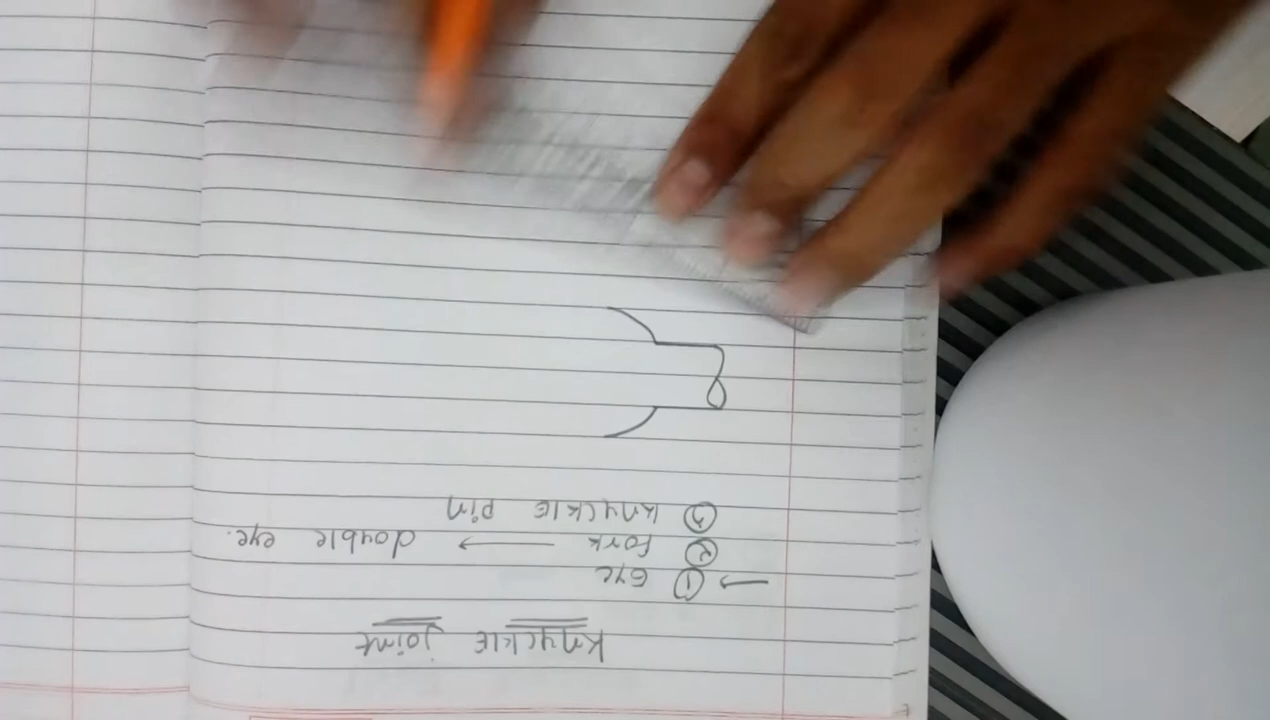 Knuckle joint
→ ① eye
② fork → double eye.
③ knuckle pin